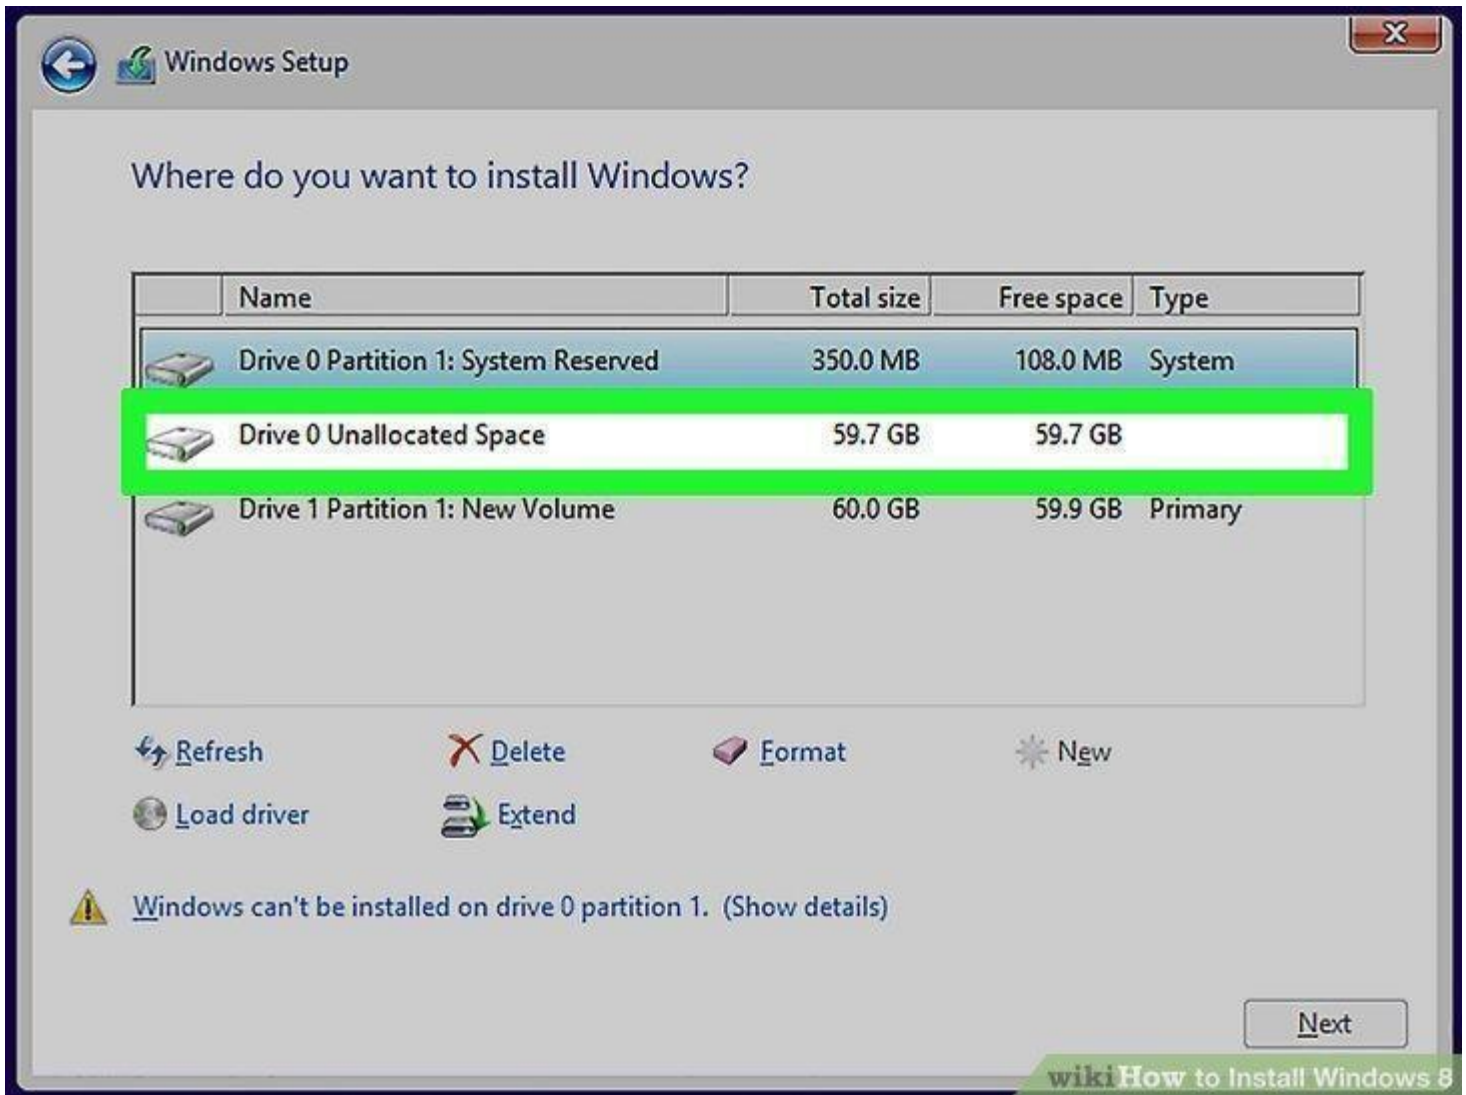 Windows Setup
Where do you want to install Windows?
Name Total size Free space Type
Drive 0 Partition 1: System Reserved 350.0 MB 108.0 MB System
Drive 0 Unallocated Space 59.7 GB 59.7 GB
Drive 1 Partition 1: New Volume 60.0 GB 59.9 GB Primary
Refresh Delete Format New
Load driver Extend
Windows can't be installed on drive 0 partition 1. (Show details)
Next
wikiHow to Install Windows 8